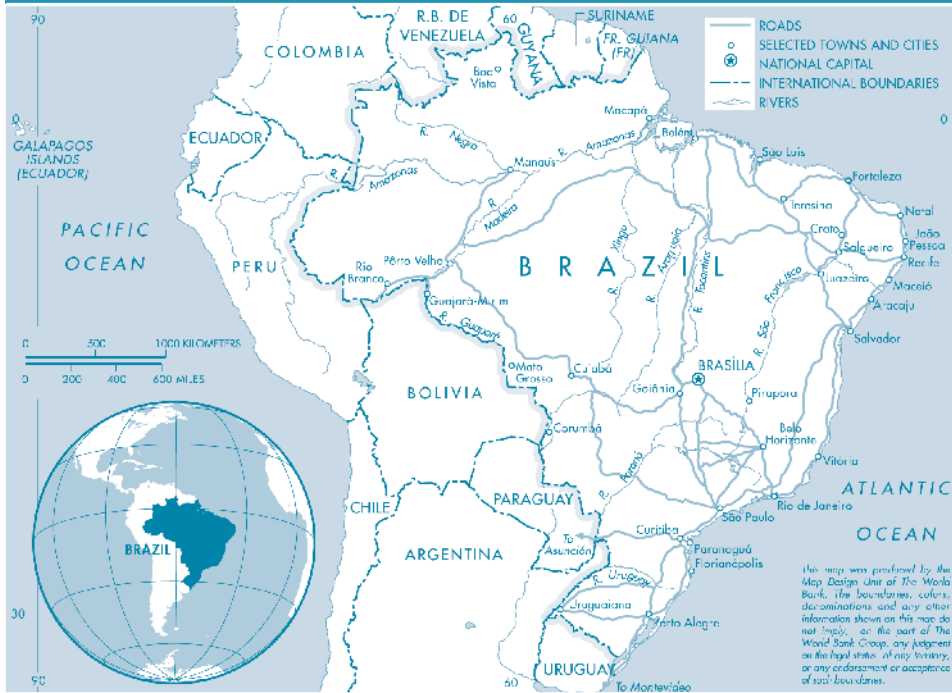 90
60
SURINAME
R.B. DE
VENEZUELA
GUYANA
FR. GUIANA
(FR)
COLOMBIA
ROADS
SELECTED TOWNS AND CITIES
NATIONAL CAPITAL
INTERNATIONAL BOUNDARIES
RIVERS
Boa
Vista
Macapá
0
0
ECUADOR
GALAPAGOS
ISLANDS
(ECUADOR)
R. Negro
R. Amazonas
Belém
São Luis
Manaus
R. Amazonas
Fortaleza
R. Madeira
Teresina
Natal
PACIFIC
OCEAN
Crato
João
Pessoa
PERU
Pôrto Velho
BRAZIL
R. Xingu
R. Araguaia
R. Tocantins
R. São Francisco
Salgueiro
Recife
Rio
Branco
Juazeiro
Maceió
Guajará-Mirim
Aracaju
R. Guaporé
Salvador
0 500 1000 KILOMETERS
0 200 400 600 MILES
Mato
Grosso
Cuiabá
BRASÍLIA
Goiânia
BOLIVIA
Pirapora
Corumbá
Belo
Horizonte
Vitória
R. Paraná
PARAGUAY
CHILE
ATLANTIC
OCEAN
São Paulo
Rio de Janeiro
BRAZIL
ARGENTINA
To
Asunción
Curitiba
Paranaguá
Florianópolis
R. Uruguay
Uruguaiana
Porto Alegre
This map was produced by the
Map Design Unit of The World
Bank. The boundaries, colors,
denominations and any other
information shown on this map do
not imply, on the part of The
World Bank Group, any judgment
on the legal status of any territory,
or any endorsement or acceptance
of such boundaries.
30
URUGUAY
90
60
To Montevideo